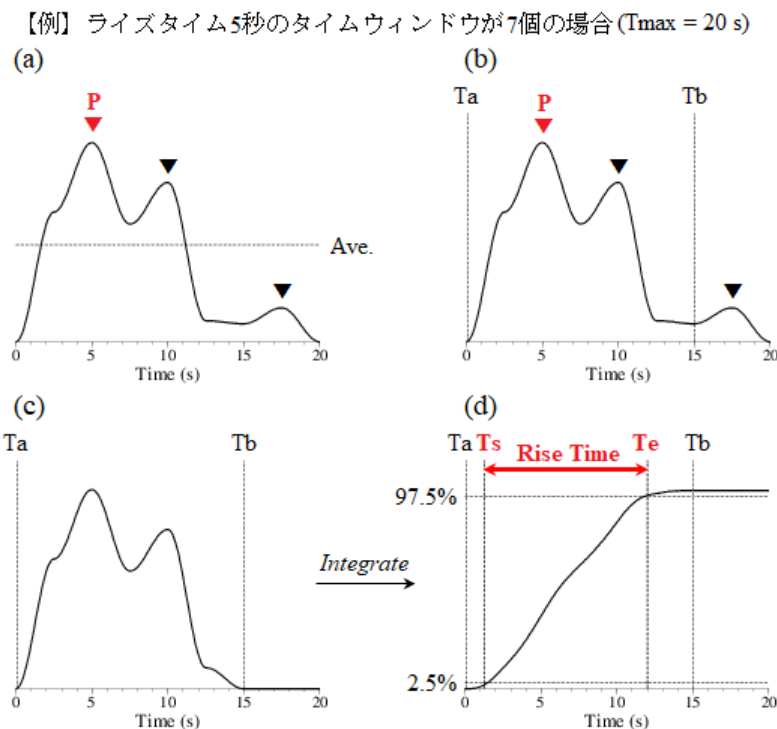 【例】ライズタイム5秒のタイムウィンドウが7個の場合(Tmax = 20 s)
(a)
P
Ave.
0 5 10 15 20
Time (s)
(b)
Ta Tb
P
0 5 10 15 20
Time (s)
(c)
Ta Tb
0 5 10 15 20
Time (s)
Integrate
(d)
Ta Ts Te Tb
Rise Time
97.5%
2.5%
0 5 10 15 20
Time (s)